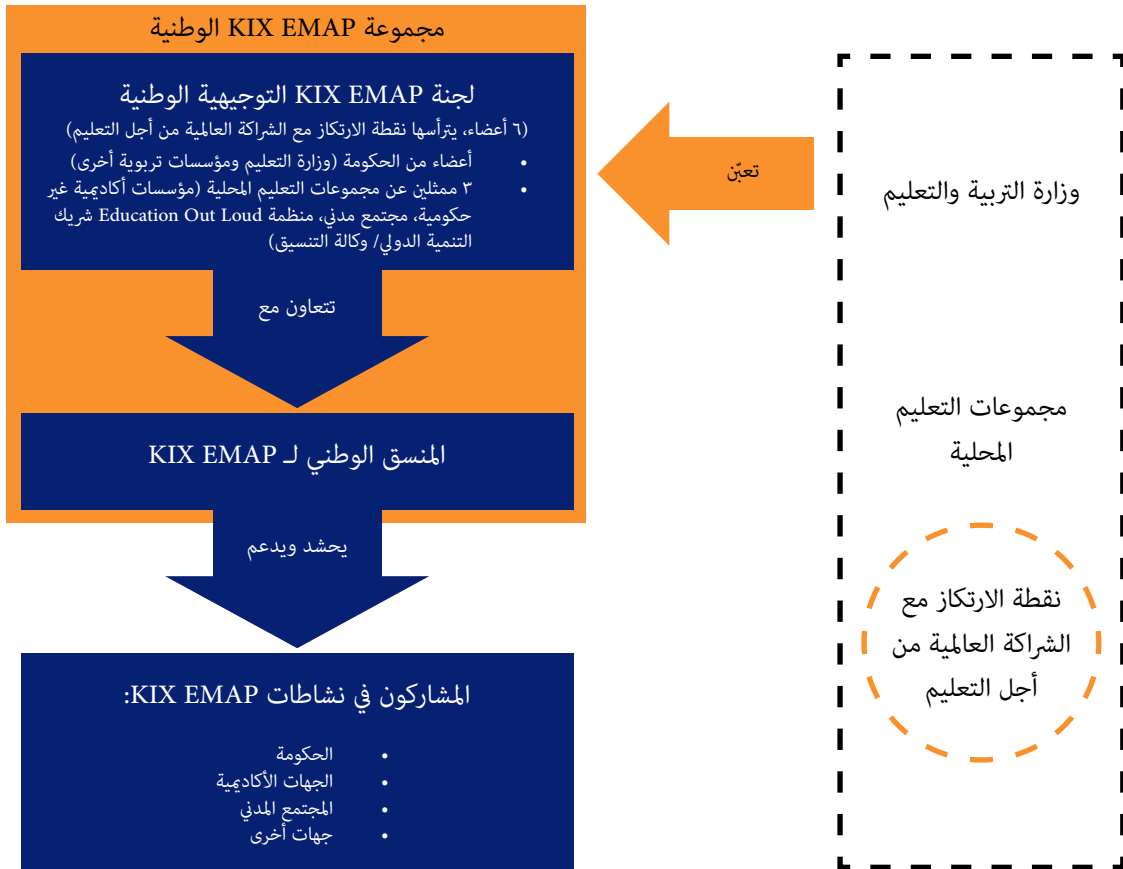 مجموعة KIX EMAP الوطنية
لجنة KIX EMAP التوجيهية الوطنية
(٦ أعضاء، يترأسها نقطة الارتكاز مع الشراكة العالمية من أجل التعليم)
• أعضاء من الحكومة (وزارة التعليم ومؤسسات تربوية أخرى)
• ٣ ممثلين عن مجموعات التعليم المحلية (مؤسسات أكاديمية غير
حكومية، مجتمع مدني، منظمة Education Out Loud شريك
التنمية الدولي/ وكالة التنسيق)
تتعاون مع
المنسق الوطني لـ KIX EMAP
يحشد ويدعم
المشاركون في نشاطات KIX EMAP:
• الحكومة
• الجهات الأكاديمية
• المجتمع المدني
• جهات أخرى
تعيّن
وزارة التربية والتعليم
مجموعات التعليم
المحلية
نقطة الارتكاز مع
الشراكة العالمية من
أجل التعليم